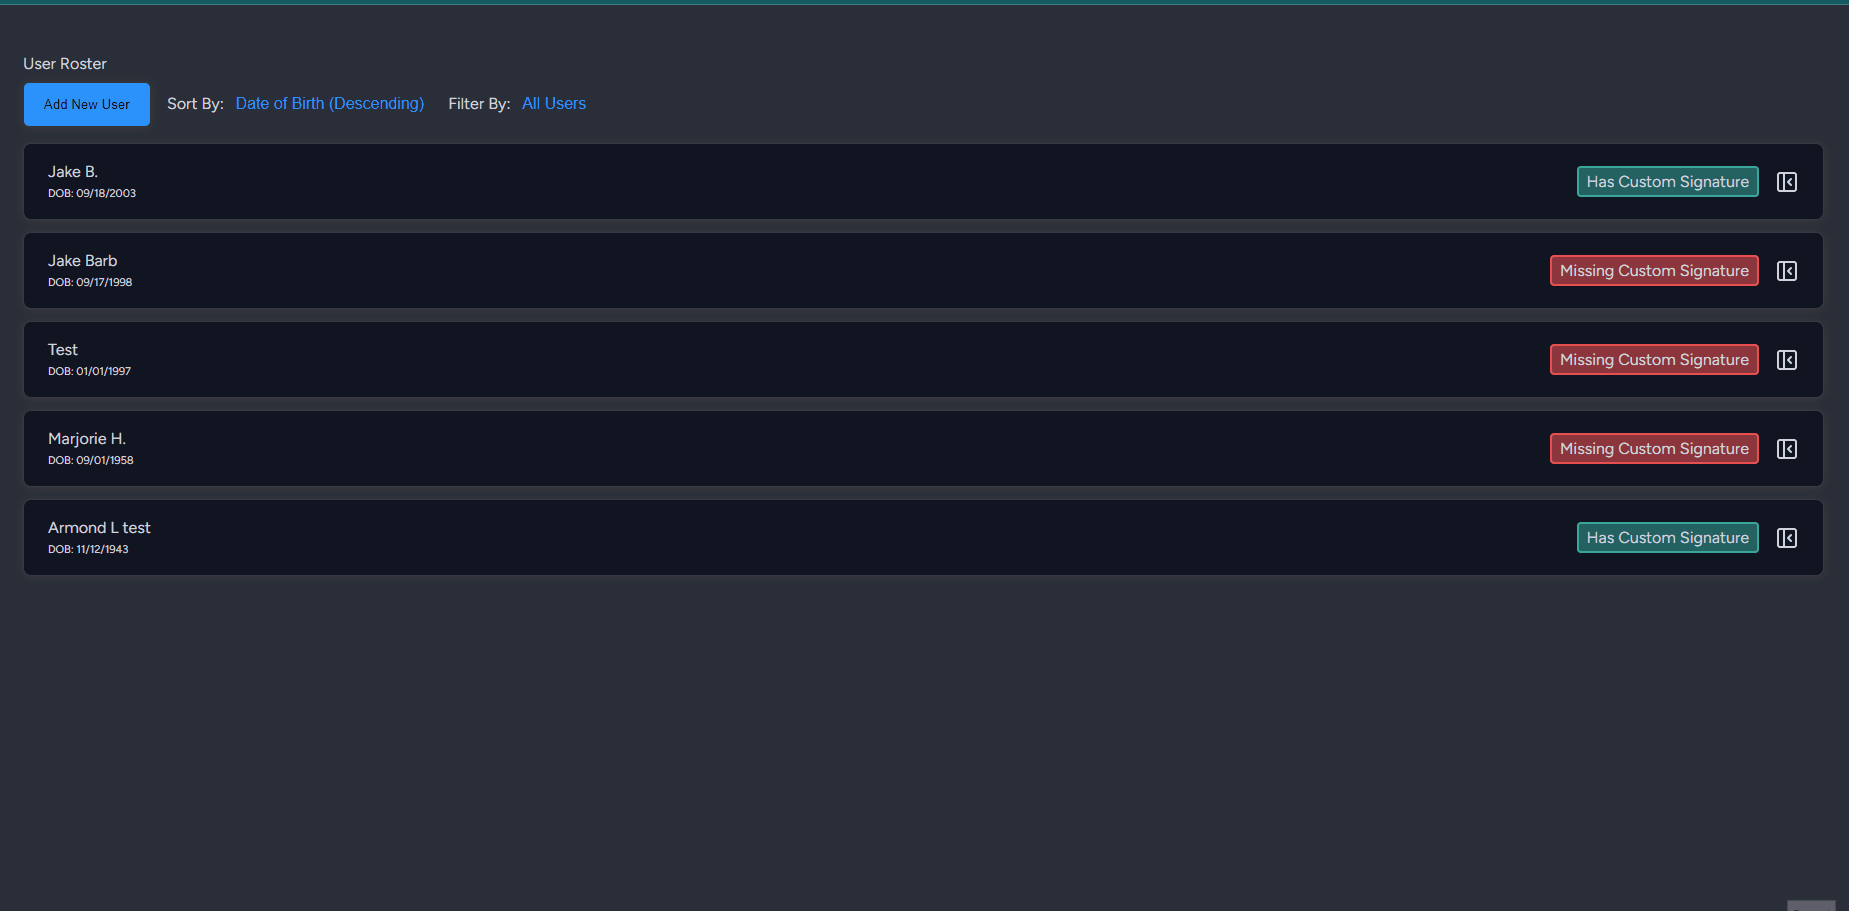 User Roster
Add New User Sort By: Date of Birth (Descending) Filter By: All Users
Jake B.
DOB: 09/18/2003
Has Custom Signature
Jake Barb
DOB: 09/17/1998
Missing Custom Signature
Test
DOB: 01/01/1997
Missing Custom Signature
Marjorie H.
DOB: 09/01/1958
Missing Custom Signature
Armond L test
DOB: 11/12/1943
Has Custom Signature